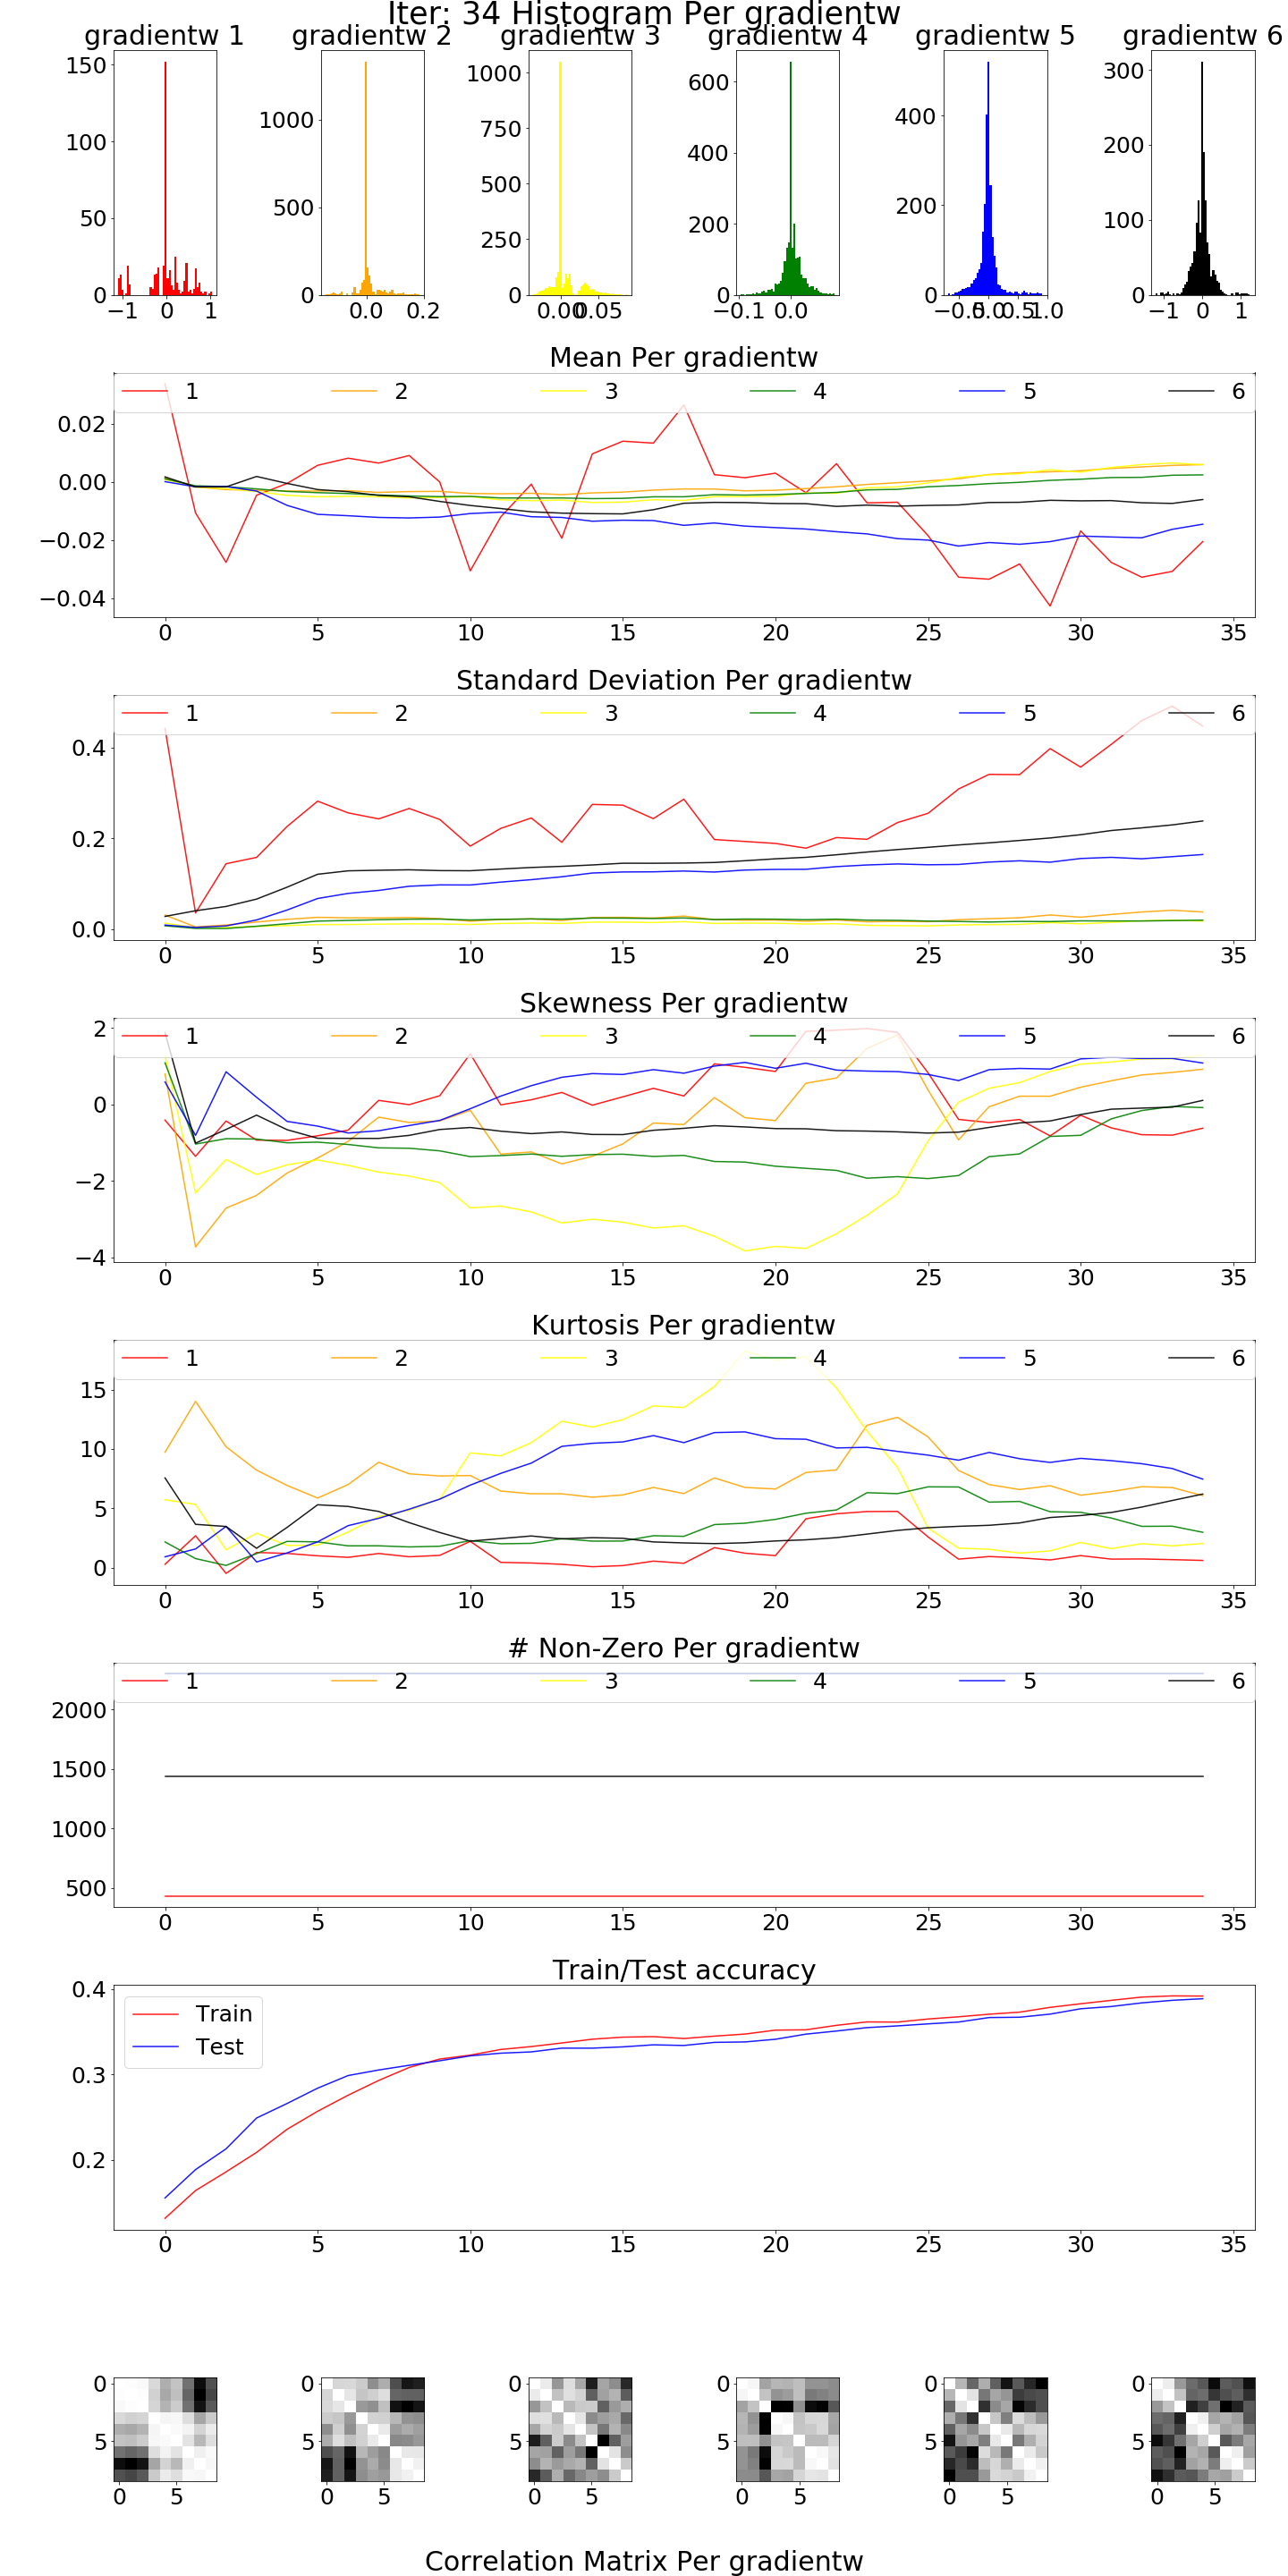 Iter: 34 Histogram Per gradientw
gradientw 1 gradientw 2 gradientw 3 gradientw 4 gradientw 5 gradientw 6
150 100 50 0
−1 0 1
1000 500 0
0.0 0.2
1000 750 500 250 0
0.00 0.05
600 400 200 0
−0.1 0.0
400 200 0
−0.5 0.0 0.5 1.0
300 200 100 0
−1 0 1
Mean Per gradientw
1 2 3 4 5 6
0.02
0.00
−0.02
−0.04
0 5 10 15 20 25 30 35
Standard Deviation Per gradientw
1 2 3 4 5 6
0.4
0.2
0.0
0 5 10 15 20 25 30 35
Skewness Per gradientw
2
1 2 3 4 5 6
0
−2
−4
0 5 10 15 20 25 30 35
Kurtosis Per gradientw
1 2 3 4 5 6
15
10
5
0
0 5 10 15 20 25 30 35
# Non-Zero Per gradientw
1 2 3 4 5 6
2000
1500
1000
500
0 5 10 15 20 25 30 35
Train/Test accuracy
0.4
Train
Test
0.3
0.2
0 5 10 15 20 25 30 35
0 0 0 0 0 0
5 5 5 5 5 5
0 5 0 5 0 5 0 5 0 5 0 5
Correlation Matrix Per gradientw